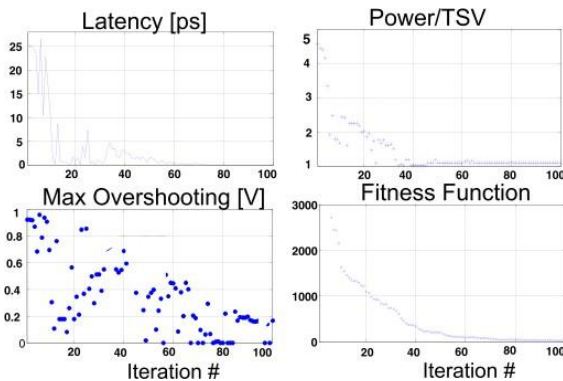 Latency [ps]
25
20
15
10
5
0
20 40 60 80 100
Power/TSV
5
4
3
2
1
20 40 60 80 100
Max Overshooting [V]
1
0.8
0.6
0.4
0.2
0
20 40 60 80 100
Iteration #
Fitness Function
3000
2000
1000
0
20 40 60 80 100
Iteration #